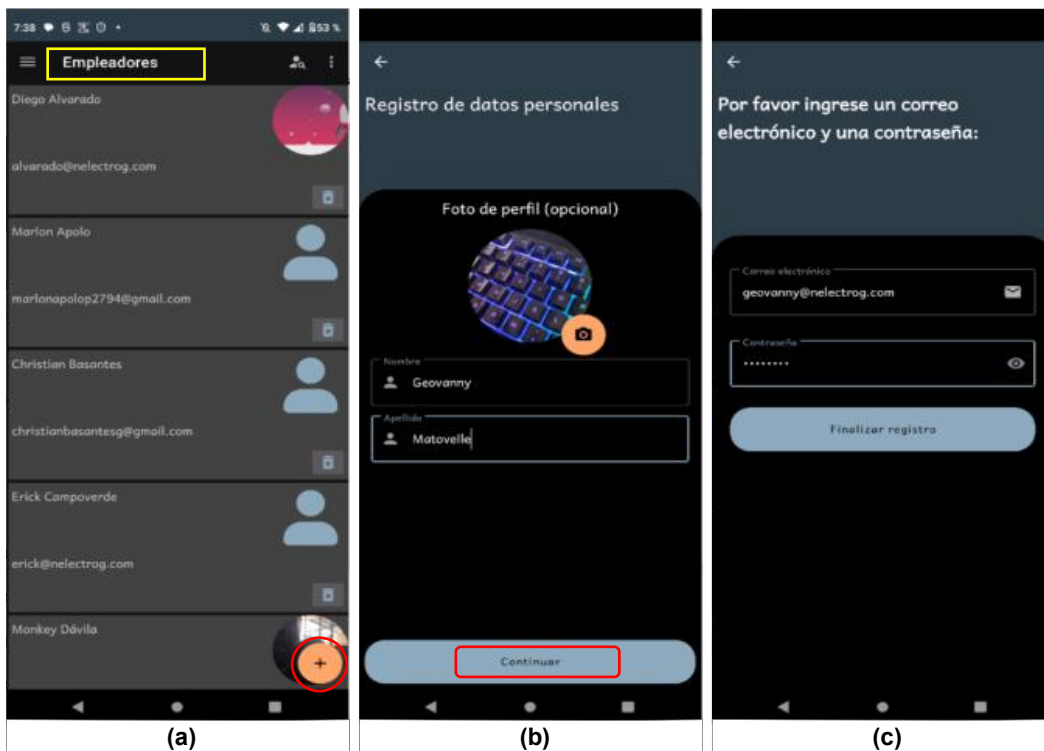 7:38
53 %
Empleadores
Diego Alvarado
alvarado@nelectrog.com
Marlon Apolo
marlonapolop2794@gmail.com
Christian Basantes
christianbasantesg@gmail.com
Erick Campoverde
erick@nelectrog.com
Monkey Dávila
+
(a)
Registro de datos personales
Foto de perfil (opcional)
Nombre
Geovanny
Apellido
Matovelle
Continuar
(b)
Por favor ingrese un correo
electrónico y una contraseña:
Correo electrónico
geovanny@nelectrog.com
Contraseña
••••••••
Finalizar registro
(c)